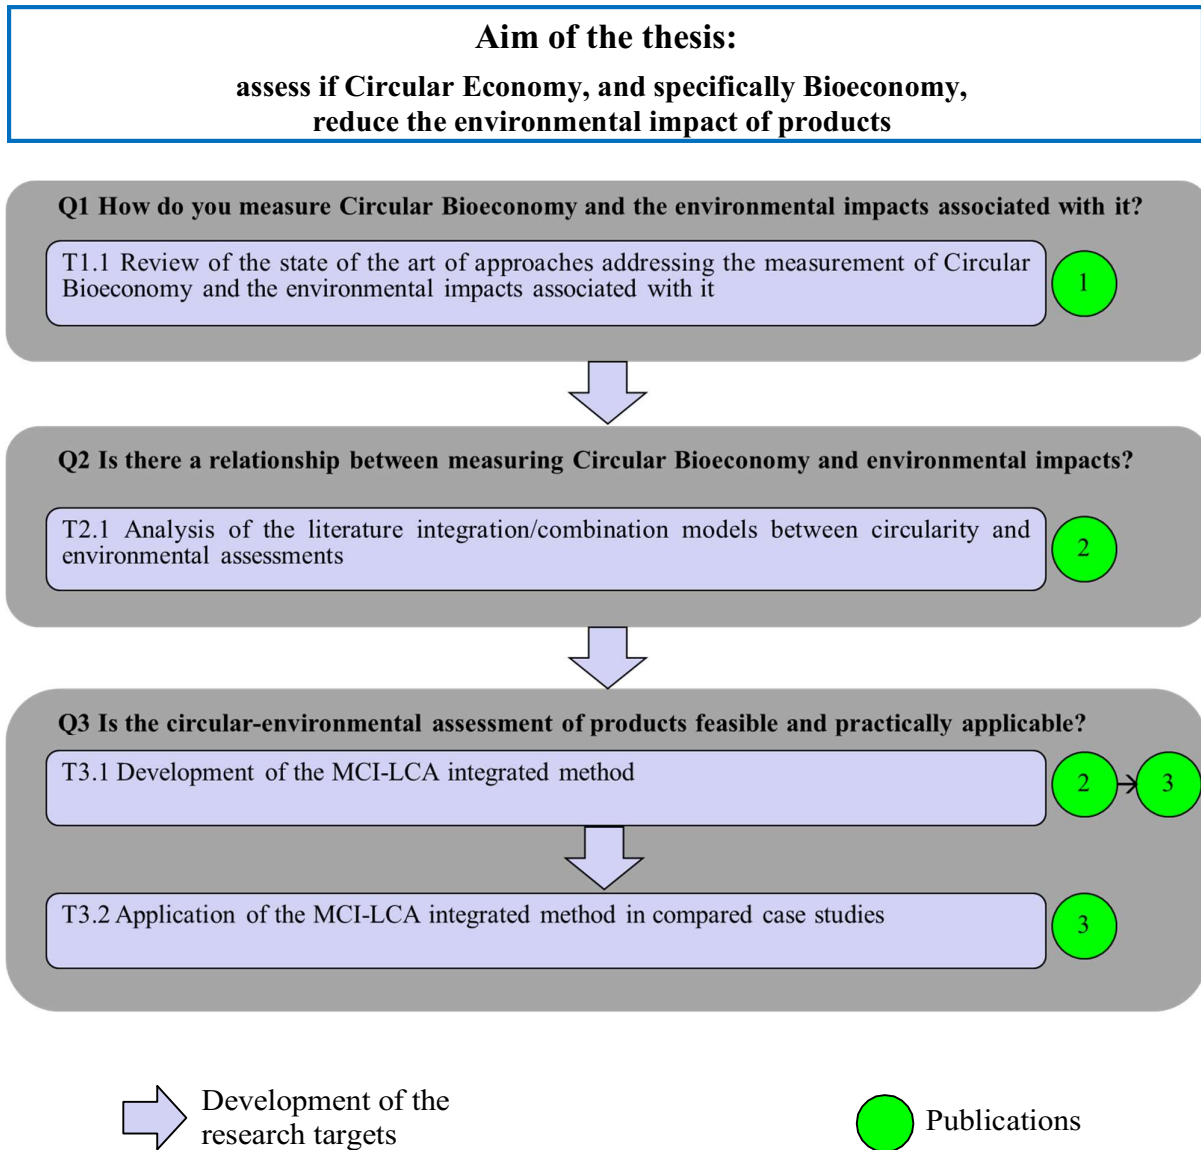 Aim of the thesis:
assess if Circular Economy, and specifically Bioeconomy,
reduce the environmental impact of products
Q1 How do you measure Circular Bioeconomy and the environmental impacts associated with it?
T1.1 Review of the state of the art of approaches addressing the measurement of Circular
Bioeconomy and the environmental impacts associated with it
1
Q2 Is there a relationship between measuring Circular Bioeconomy and environmental impacts?
T2.1 Analysis of the literature integration/combination models between circularity and
environmental assessments
2
Q3 Is the circular-environmental assessment of products feasible and practically applicable?
T3.1 Development of the MCI-LCA integrated method
2
3
T3.2 Application of the MCI-LCA integrated method in compared case studies
3
Development of the
research targets
Publications